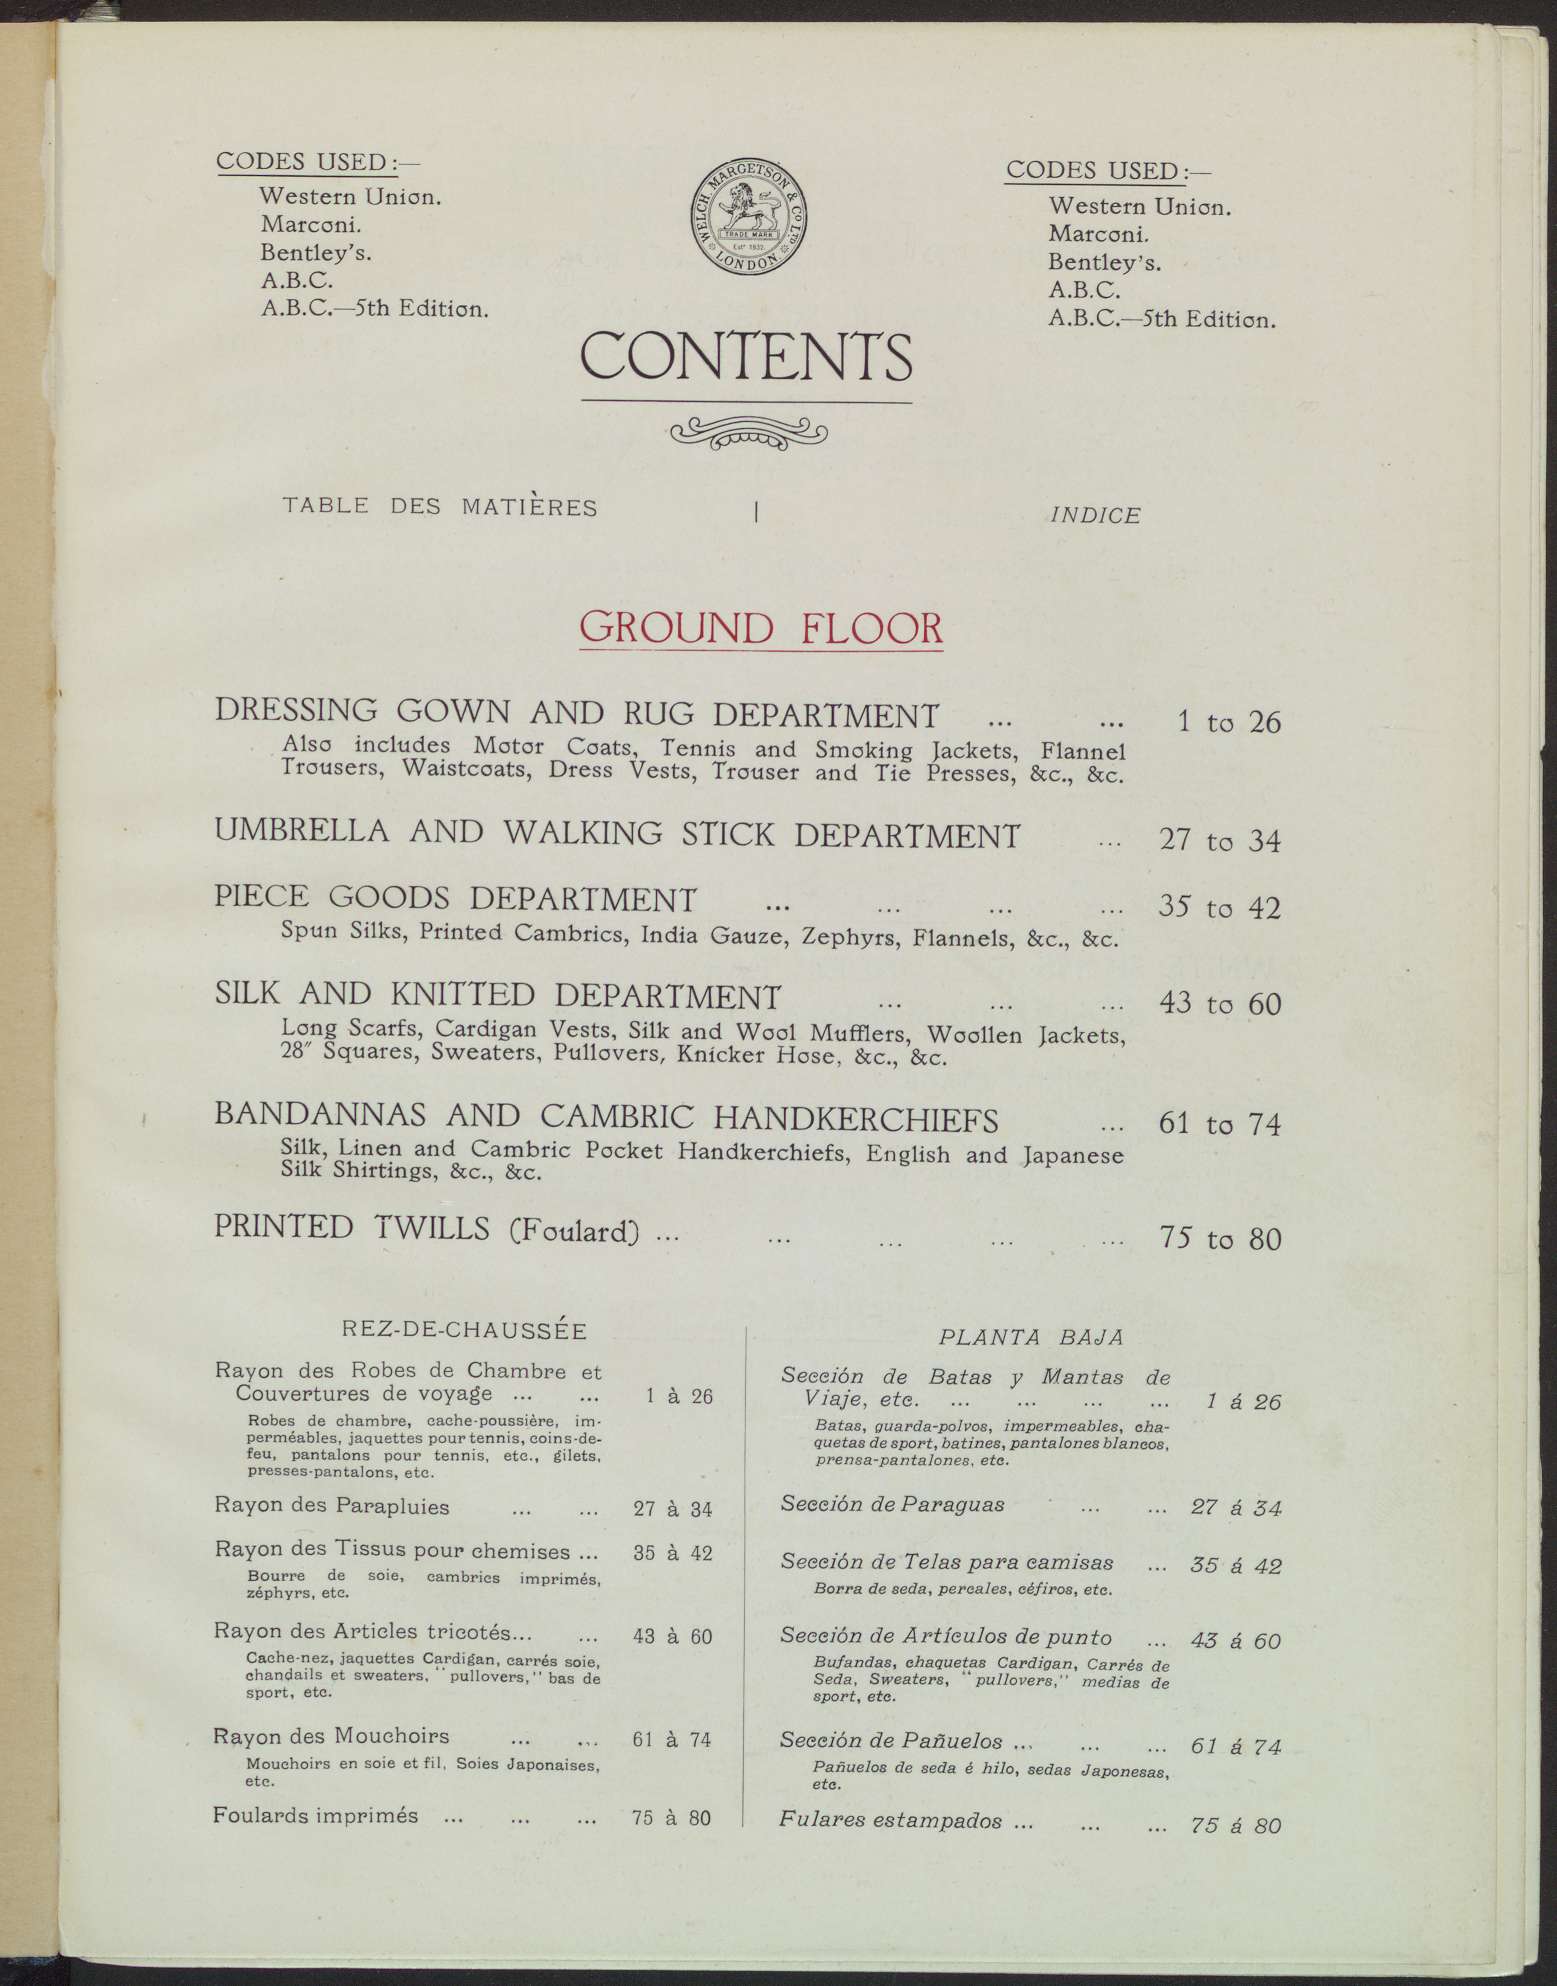 CODES USED:—
Western Union.
Marconi.
Bentley's.
A.B.C.
A.B.C.—5th Edition.
WELCH, MARGETSON & CO LTD.
TRADE MARK
Estd 1832.
LONDON
CODES USED:—
Western Union.
Marconi.
Bentley's.
A.B.C.
A.B.C.—5th Edition.
CONTENTS
TABLE DES MATIÈRES | INDICE
GROUND FLOOR
DRESSING GOWN AND RUG DEPARTMENT ... ... 1 to 26
Also includes Motor Coats, Tennis and Smoking Jackets, Flannel
Trousers, Waistcoats, Dress Vests, Trouser and Tie Presses, &c., &c.
UMBRELLA AND WALKING STICK DEPARTMENT ... 27 to 34
PIECE GOODS DEPARTMENT ... ... ... ... 35 to 42
Spun Silks, Printed Cambrics, India Gauze, Zephyrs, Flannels, &c., &c.
SILK AND KNITTED DEPARTMENT ... ... ... 43 to 60
Long Scarfs, Cardigan Vests, Silk and Wool Mufflers, Woollen Jackets,
28″ Squares, Sweaters, Pullovers, Knicker Hose, &c., &c.
BANDANNAS AND CAMBRIC HANDKERCHIEFS ... 61 to 74
Silk, Linen and Cambric Pocket Handkerchiefs, English and Japanese
Silk Shirtings, &c., &c.
PRINTED TWILLS (Foulard) ... ... ... ... ... 75 to 80
REZ-DE-CHAUSSÉE
Rayon des Robes de Chambre et
Couvertures de voyage ... ... 1 à 26
Robes de chambre, cache-poussière, im-
perméables, jaquettes pour tennis, coins-de-
feu, pantalons pour tennis, etc., gilets,
presses-pantalons, etc.
Rayon des Parapluies ... ... 27 à 34
Rayon des Tissus pour chemises ... 35 à 42
Bourre de soie, cambrics imprimés,
zéphyrs, etc.
Rayon des Articles tricotés... ... 43 à 60
Cache-nez, jaquettes Cardigan, carrés soie,
chandails et sweaters, "pullovers," bas de
sport, etc.
Rayon des Mouchoirs ... ... 61 à 74
Mouchoirs en soie et fil, Soies Japonaises,
etc.
Foulards imprimés ... ... ... 75 à 80
PLANTA BAJA
Sección de Batas y Mantas de
Viaje, etc. ... ... ... ... 1 á 26
Batas, guarda-polvos, impermeables, cha-
quetas de sport, batines, pantalones blancos,
prensa-pantalones, etc.
Sección de Paraguas ... ... 27 á 34
Sección de Telas para camisas ... 35 á 42
Borra de seda, percales, céfiros, etc.
Sección de Artículos de punto ... 43 á 60
Bufandas, chaquetas Cardigan, Carrés de
Seda, Sweaters, "pullovers," medias de
sport, etc.
Sección de Pañuelos ... ... ... 61 á 74
Pañuelos de seda é hilo, sedas Japonesas,
etc.
Fulares estampados ... ... ... 75 á 80